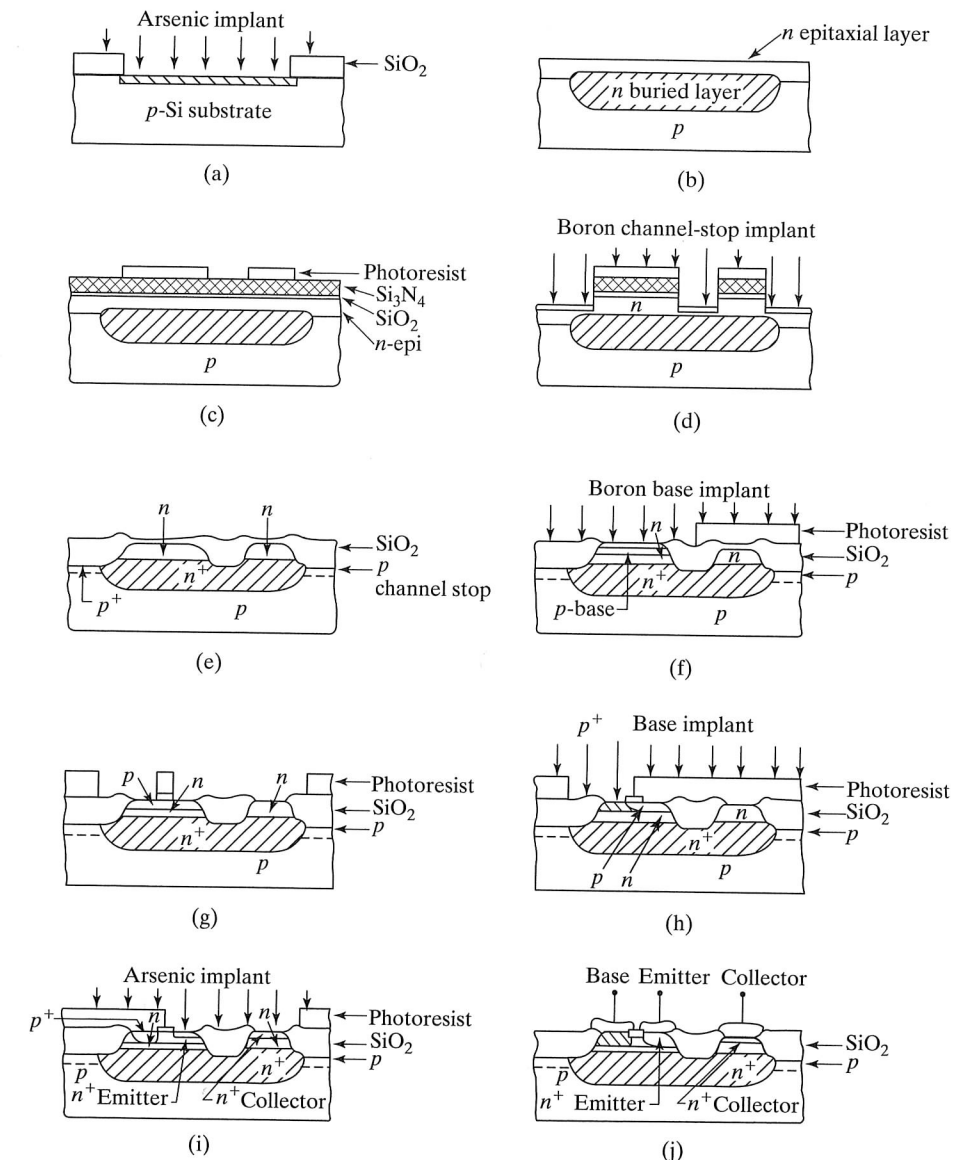 Arsenic implant
SiO2
p-Si substrate
(a)
n epitaxial layer
n buried layer
p
(b)
Photoresist
Si3N4
SiO2
n-epi
p
(c)
Boron channel-stop implant
n
p
(d)
n n
SiO2
p
channel stop
n+
p+
p
(e)
Boron base implant
n
Photoresist
SiO2
n
p
n+
p-base
p
(f)
p n n
Photoresist
SiO2
p
n+
p
(g)
p+ Base implant
Photoresist
SiO2
n
p
n+
p n p
(h)
Arsenic implant
p+ n n
Photoresist
SiO2
p
p n+
n+ Emitter n+ Collector
(i)
Base Emitter Collector
SiO2
p
p n+
n+ Emitter n+ Collector
(j)